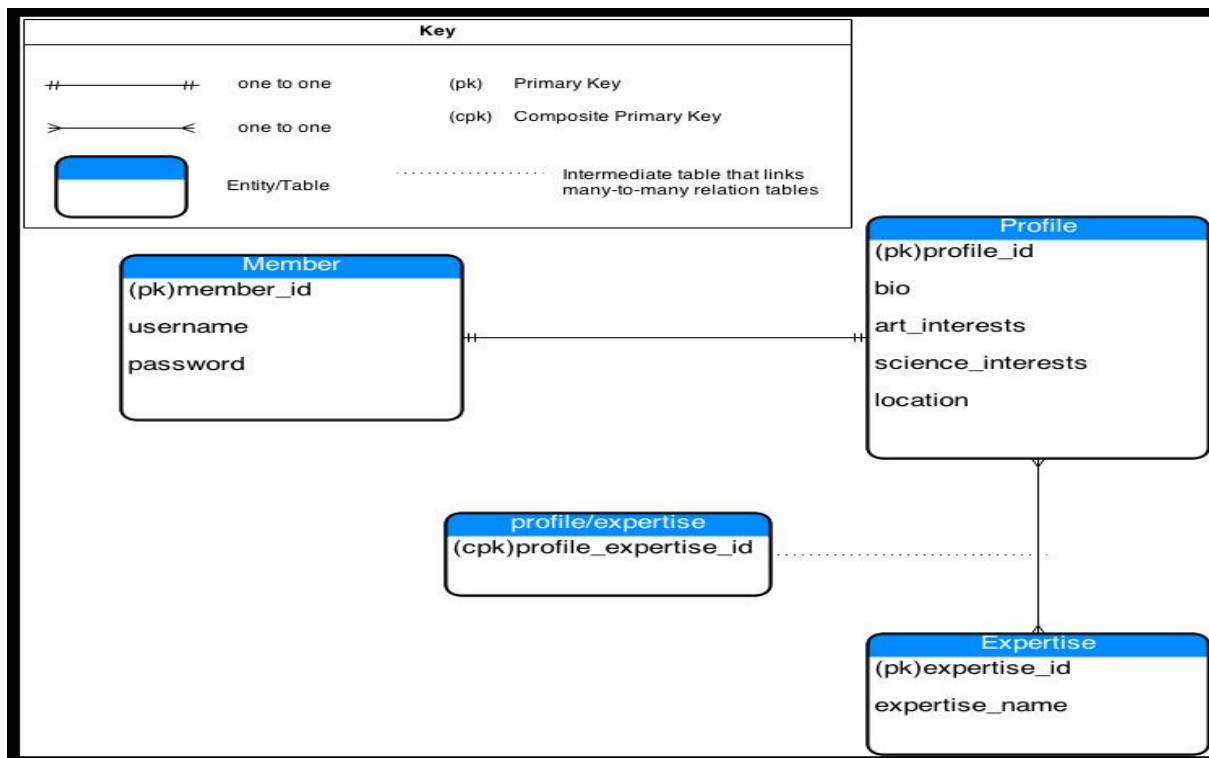 Key
one to one
(pk) Primary Key
one to one
(cpk) Composite Primary Key
Entity/Table
Intermediate table that links
many-to-many relation tables
Member
(pk)member_id
username
password
Profile
(pk)profile_id
bio
art_interests
science_interests
location
profile/expertise
(cpk)profile_expertise_id
Expertise
(pk)expertise_id
expertise_name